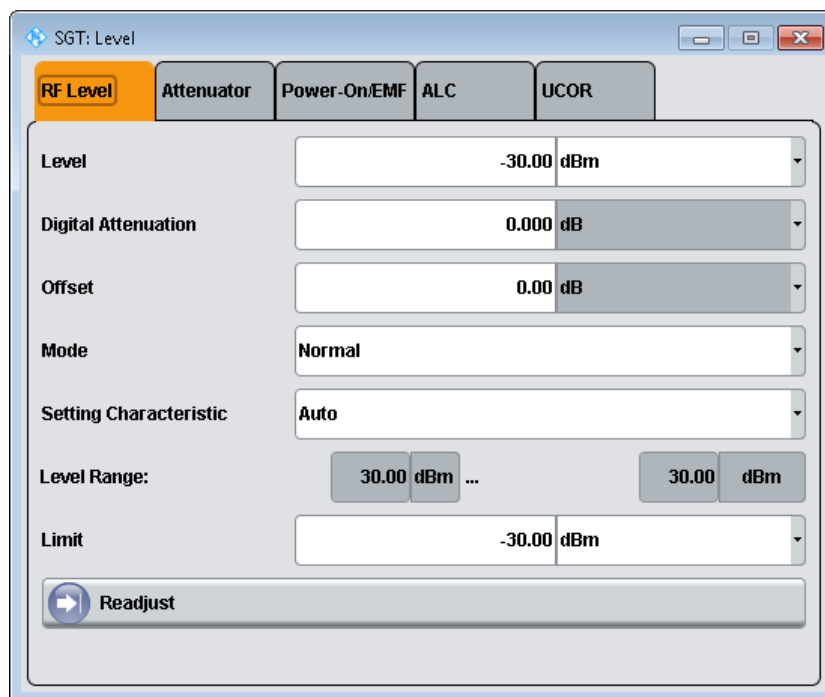 SGT: Level
RF Level Attenuator Power-On/EMF ALC UCOR
Level -30.00 dBm
Digital Attenuation 0.000 dB
Offset 0.00 dB
Mode Normal
Setting Characteristic Auto
Level Range: 30.00 dBm ... 30.00 dBm
Limit -30.00 dBm
Readjust